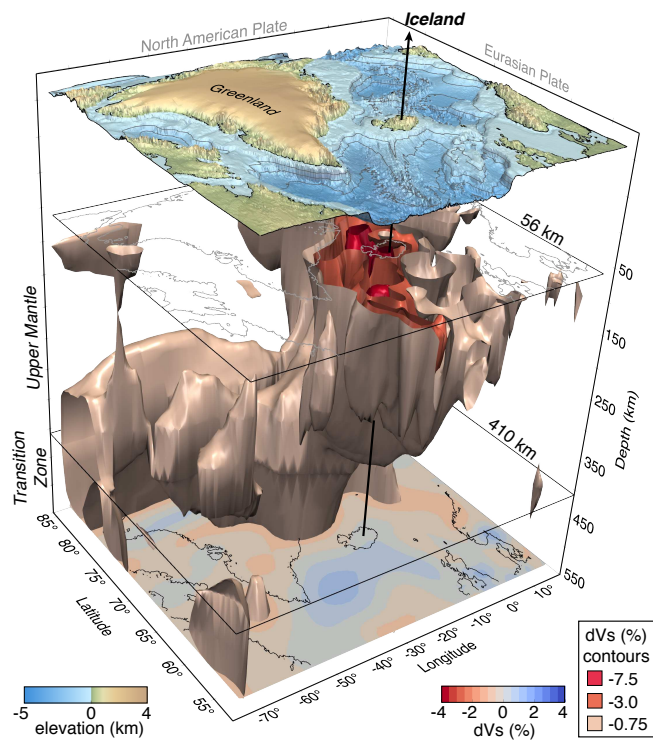 Iceland
North American Plate
Eurasian Plate
Greenland
56 km
50
150
250
350
450
550
Depth (km)
410 km
Upper Mantle
Transition
Zone
85°
80°
75°
70°
65°
60°
55°
Latitude
-70°
-60°
-50°
-40°
-30°
-20°
-10°
0°
10°
Longitude
-5
0
4
elevation (km)
-4
-2
0
2
4
dVs (%)
dVs (%)
contours
-7.5
-3.0
-0.75